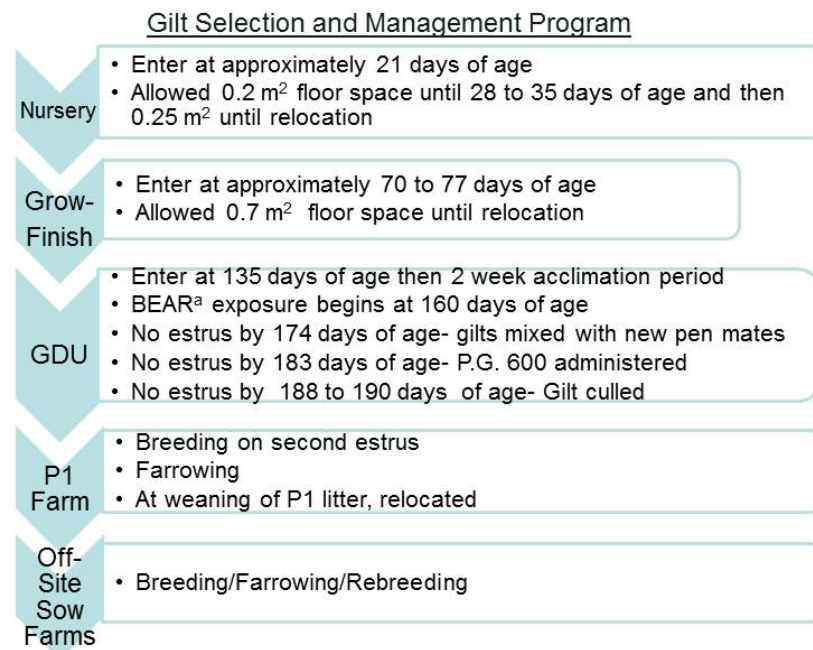 Gilt Selection and Management Program
Nursery
• Enter at approximately 21 days of age
• Allowed 0.2 m² floor space until 28 to 35 days of age and then
0.25 m² until relocation
Grow-
Finish
• Enter at approximately 70 to 77 days of age
• Allowed 0.7 m² floor space until relocation
GDU
• Enter at 135 days of age then 2 week acclimation period
• BEARᵃ exposure begins at 160 days of age
• No estrus by 174 days of age- gilts mixed with new pen mates
• No estrus by 183 days of age- P.G. 600 administered
• No estrus by 188 to 190 days of age- Gilt culled
P1
Farm
• Breeding on second estrus
• Farrowing
• At weaning of P1 litter, relocated
Off-
Site
Sow
Farms
• Breeding/Farrowing/Rebreeding